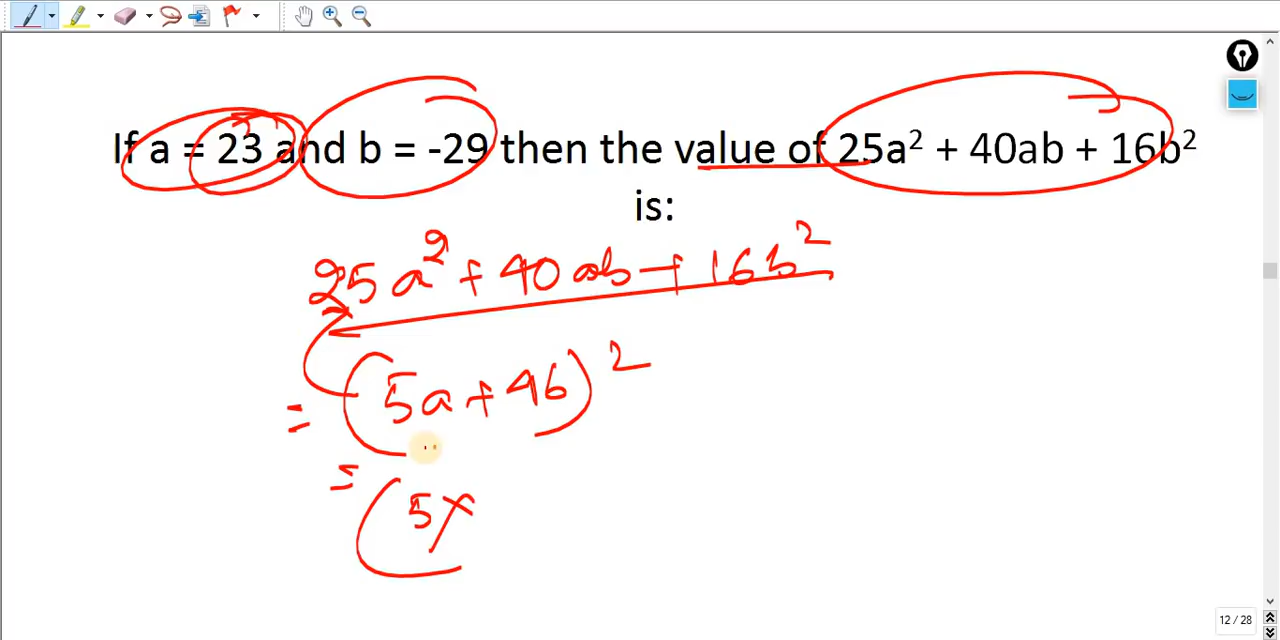 If a = 23 and b = -29 then the value of 25a² + 40ab + 16b²
is:
25a² + 40ab + 16b²
= (5a + 4b)²
= (5×
12 / 28